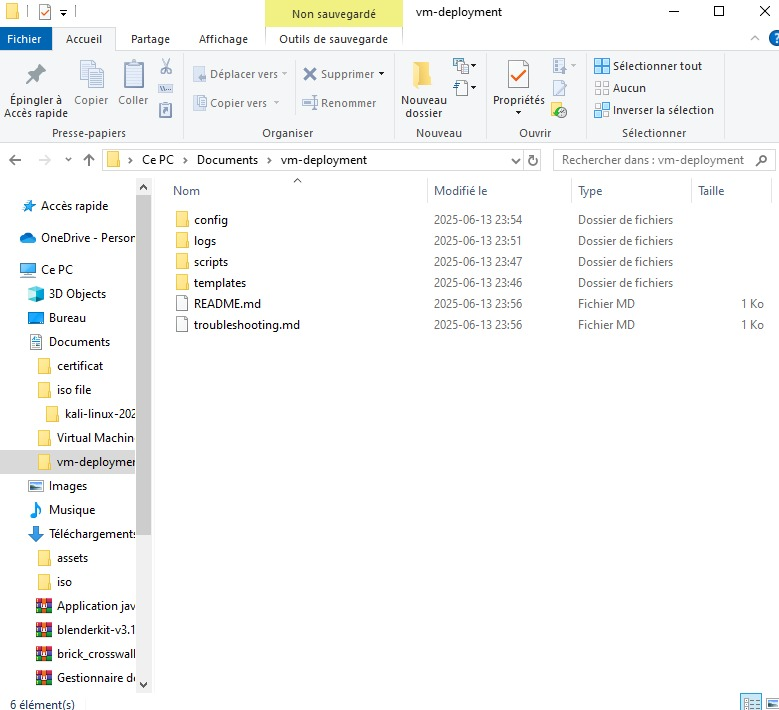 Non sauvegardé vm-deployment
Fichier Accueil Partage Affichage Outils de sauvegarde
Épingler à Accès rapide
Copier
Coller
Presse-papiers
Déplacer vers
Copier vers
Supprimer
Renommer
Organiser
Nouveau dossier
Nouveau
Propriétés
Ouvrir
Sélectionner tout
Aucun
Inverser la sélection
Sélectionner
Ce PC > Documents > vm-deployment
Rechercher dans : vm-deployment
Nom Modifié le Type Taille
config 2025-06-13 23:54 Dossier de fichiers
logs 2025-06-13 23:51 Dossier de fichiers
scripts 2025-06-13 23:47 Dossier de fichiers
templates 2025-06-13 23:46 Dossier de fichiers
README.md 2025-06-13 23:56 Fichier MD 1 Ko
troubleshooting.md 2025-06-13 23:56 Fichier MD 1 Ko
Accès rapide
OneDrive - Person
Ce PC
3D Objects
Bureau
Documents
certificat
iso file
kali-linux-202
Virtual Machin
vm-deploymen
Images
Musique
Téléchargements
assets
iso
Application jav
blenderkit-v3.1
brick_crosswall
Gestionnaire de
6 élément(s)